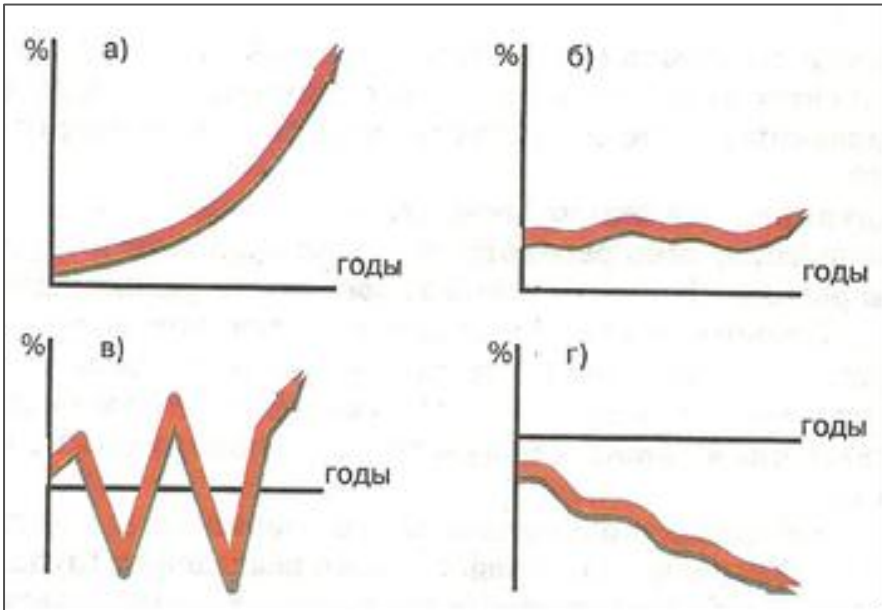 % а)
годы
% б)
годы
% в)
годы
% г)
годы